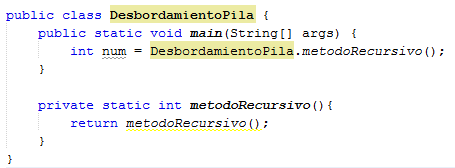 public class DesbordamientoPila {
    public static void main(String[] args) {
        int num = DesbordamientoPila.metodoRecursivo();
    }

    private static int metodoRecursivo(){
        return metodoRecursivo();
    }
}